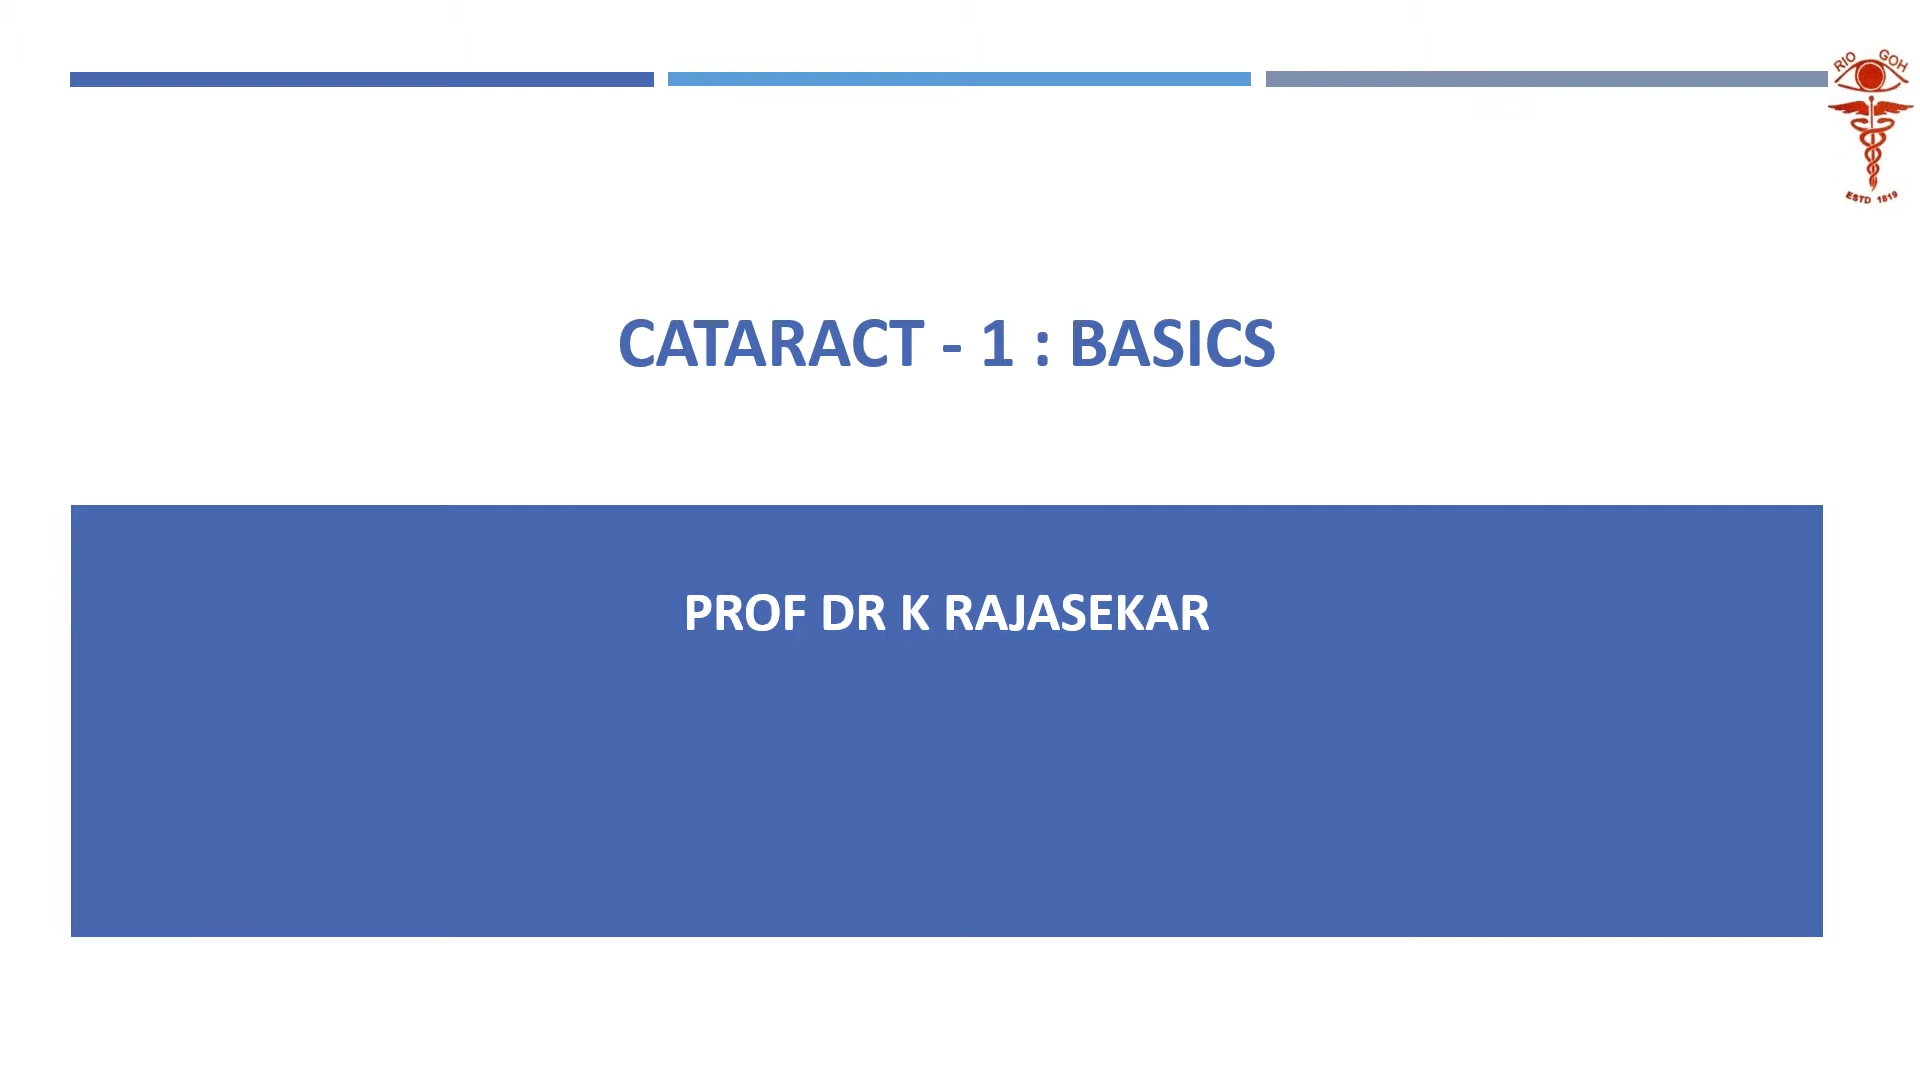 RIO GOH
ESTD 1819
CATARACT - 1 : BASICS
PROF DR K RAJASEKAR